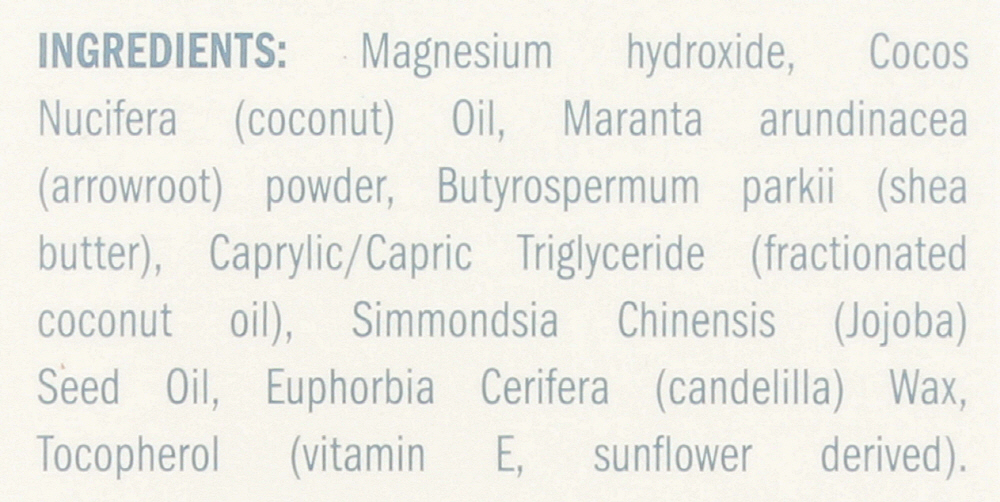 INGREDIENTS: Magnesium hydroxide, Cocos
Nucifera (coconut) Oil, Maranta arundinacea
(arrowroot) powder, Butyrospermum parkii (shea
butter), Caprylic/Capric Triglyceride (fractionated
coconut oil), Simmondsia Chinensis (Jojoba)
Seed Oil, Euphorbia Cerifera (candelilla) Wax,
Tocopherol (vitamin E, sunflower derived).